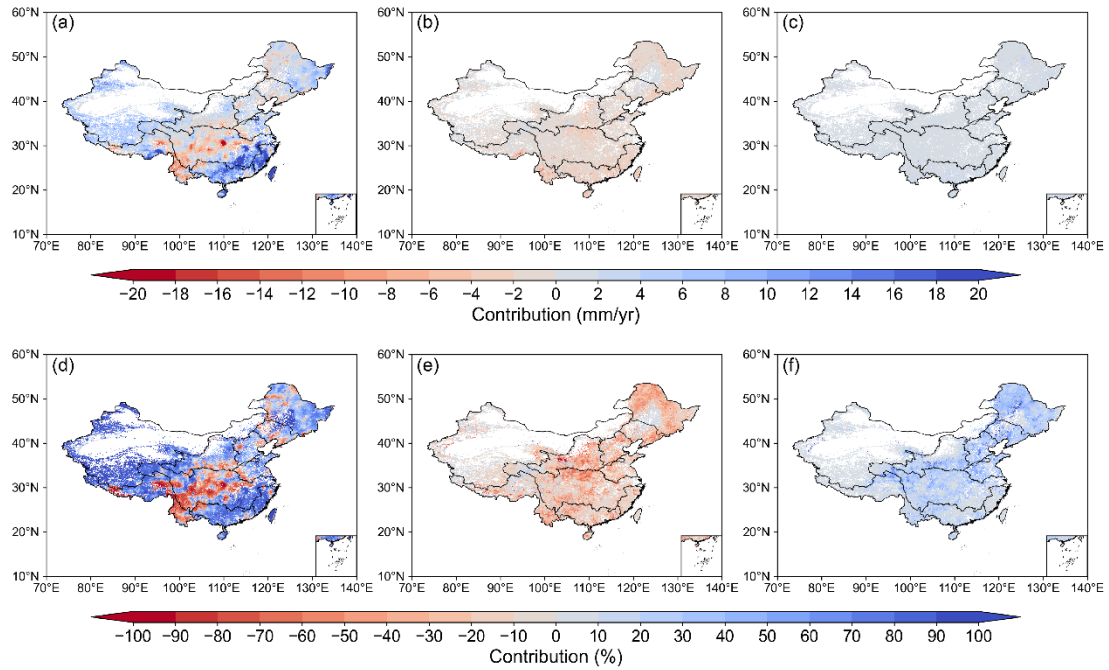 (a) (b) (c)
60°N 60°N 60°N
50°N 50°N 50°N
40°N 40°N 40°N
30°N 30°N 30°N
20°N 20°N 20°N
10°N 10°N 10°N
70°E 80°E 90°E 100°E 110°E 120°E 130°E 140°E 70°E 80°E 90°E 100°E 110°E 120°E 130°E 140°E 70°E 80°E 90°E 100°E 110°E 120°E 130°E 140°E
−20 −18 −14 −10 −8 −6 −4 −2 0 2 4 6 8 10 12 14 16 18 20
Contribution (mm/yr)
(d) (e) (f)
60°N 60°N 60°N
50°N 50°N 50°N
40°N 40°N 40°N
30°N 30°N 30°N
20°N 20°N 20°N
10°N 10°N 10°N
70°E 80°E 90°E 100°E 110°E 120°E 130°E 140°E 70°E 80°E 90°E 100°E 110°E 120°E 130°E 140°E 70°E 80°E 90°E 100°E 110°E 120°E 130°E 140°E
−100 −90 −80 −70 −60 −50 −40 −30 −20 −10 0 10 20 30 40 50 60 70 80 90 100
Contribution (%)